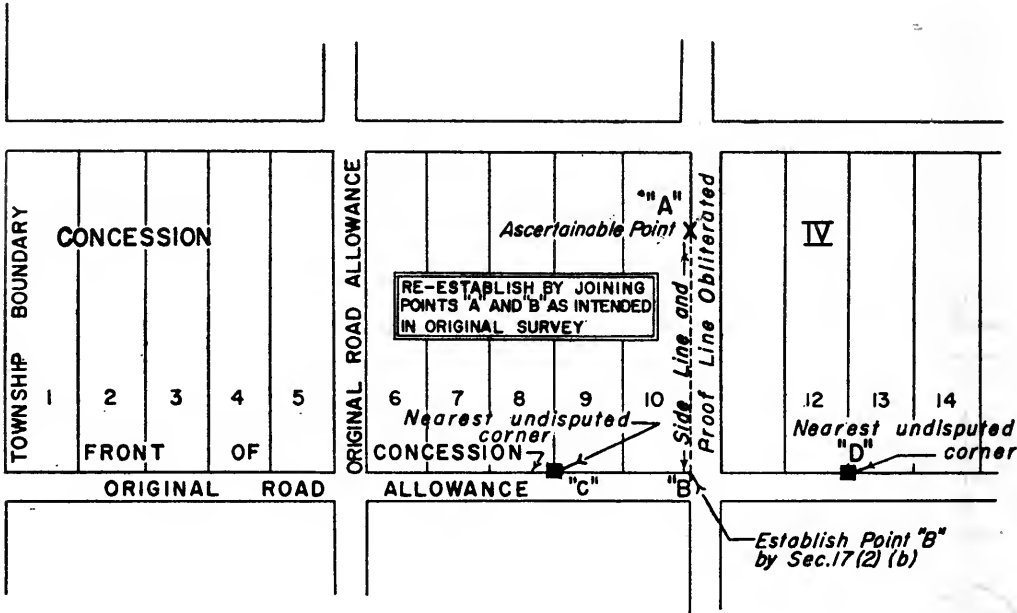 "A"
Ascertainable Point
CONCESSION
IV
TOWNSHIP BOUNDARY
ORIGINAL ROAD ALLOWANCE
RE-ESTABLISH BY JOINING
POINTS "A" AND "B" AS INTENDED
IN ORIGINAL SURVEY
Side Line and
Proof Line Obliterated
1 2 3 4 5 6 7 8 9 10 12 13 14
Nearest undisputed
corner
Nearest undisputed
corner
"D"
FRONT OF CONCESSION
ORIGINAL ROAD ALLOWANCE
"C"
"B"
Establish Point "B"
by Sec.17(2) (b)